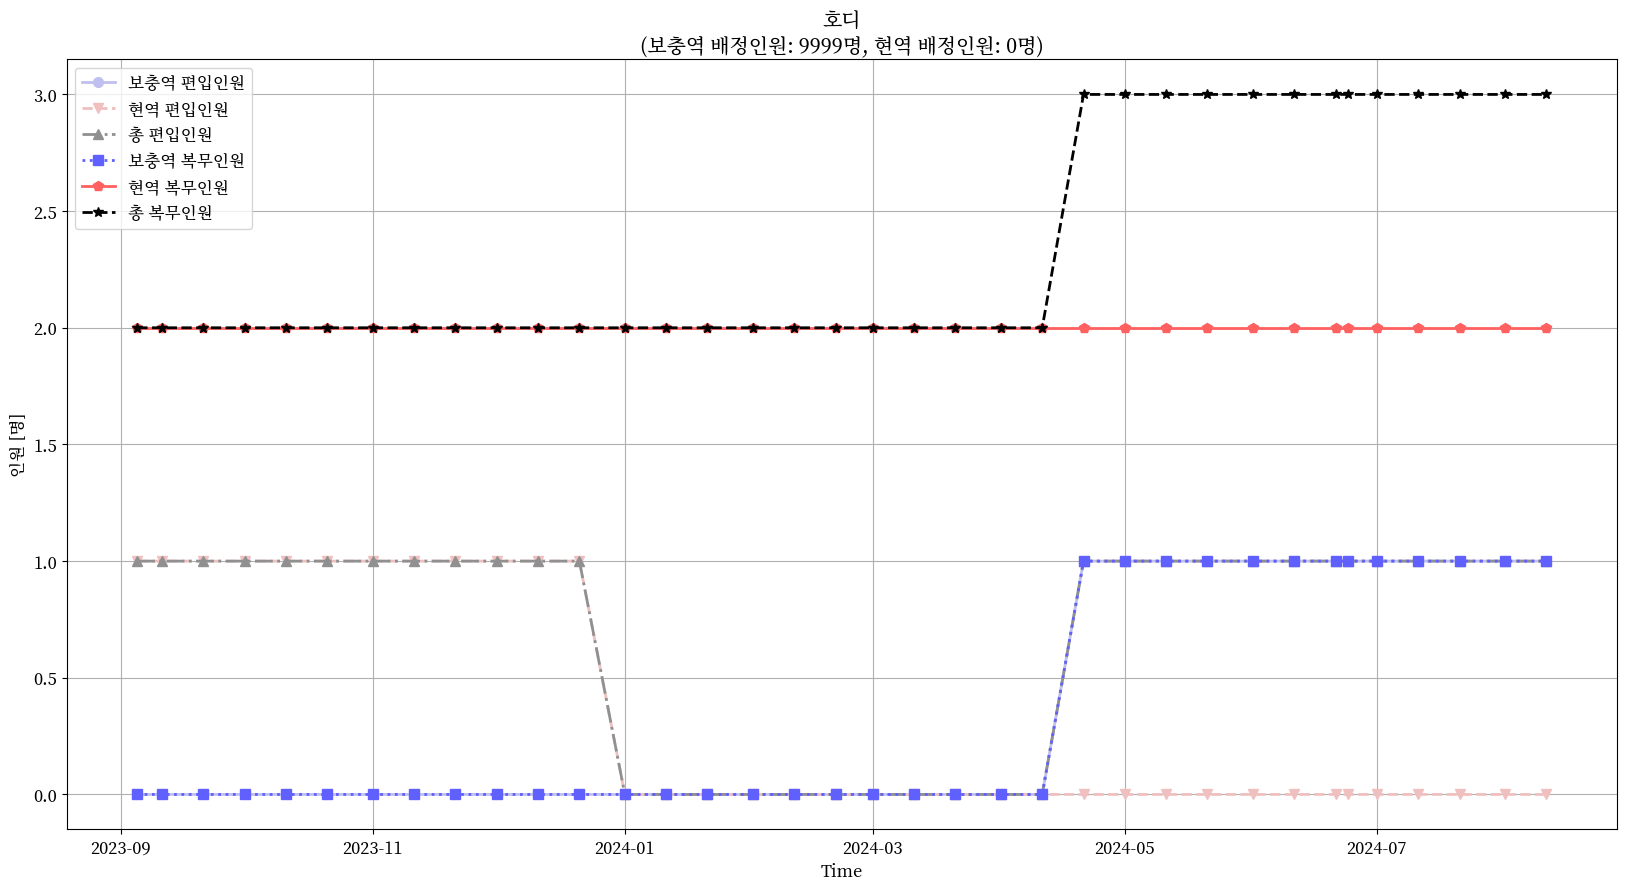 호디
(보충역 배정인원: 9999명, 현역 배정인원: 0명)
보충역 편입인원
현역 편입인원
총 편입인원
보충역 복무인원
현역 복무인원
총 복무인원
3.0
2.5
2.0
1.5
1.0
0.5
0.0
인원 [명]
2023-09
2023-11
2024-01
2024-03
2024-05
2024-07
Time